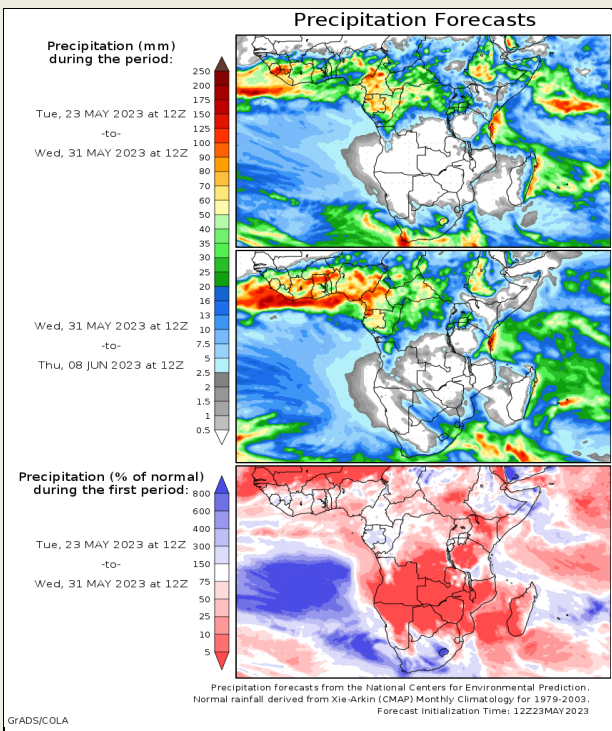 Precipitation Forecasts
Precipitation (mm)
during the period:
Tue, 23 MAY 2023 at 12Z
-to-
Wed, 31 MAY 2023 at 12Z
250
200
175
150
125
100
90
80
70
60
50
40
35
30
25
20
16
13
10
7.5
5
2.5
2
1.5
1
0.5
Wed, 31 MAY 2023 at 12Z
-to-
Thu, 08 JUN 2023 at 12Z
Precipitation (% of normal)
during the first period:
Tue, 23 MAY 2023 at 12Z
-to-
Wed, 31 MAY 2023 at 12Z
800
600
400
300
150
75
50
25
10
5
Precipitation forecasts from the National Centers for Environmental Prediction.
Normal rainfall derived from Xie-Arkin (CMAP) Monthly Climatology for 1979-2003.
Forecast Initialization Time: 12Z23MAY2023
GrADS/COLA